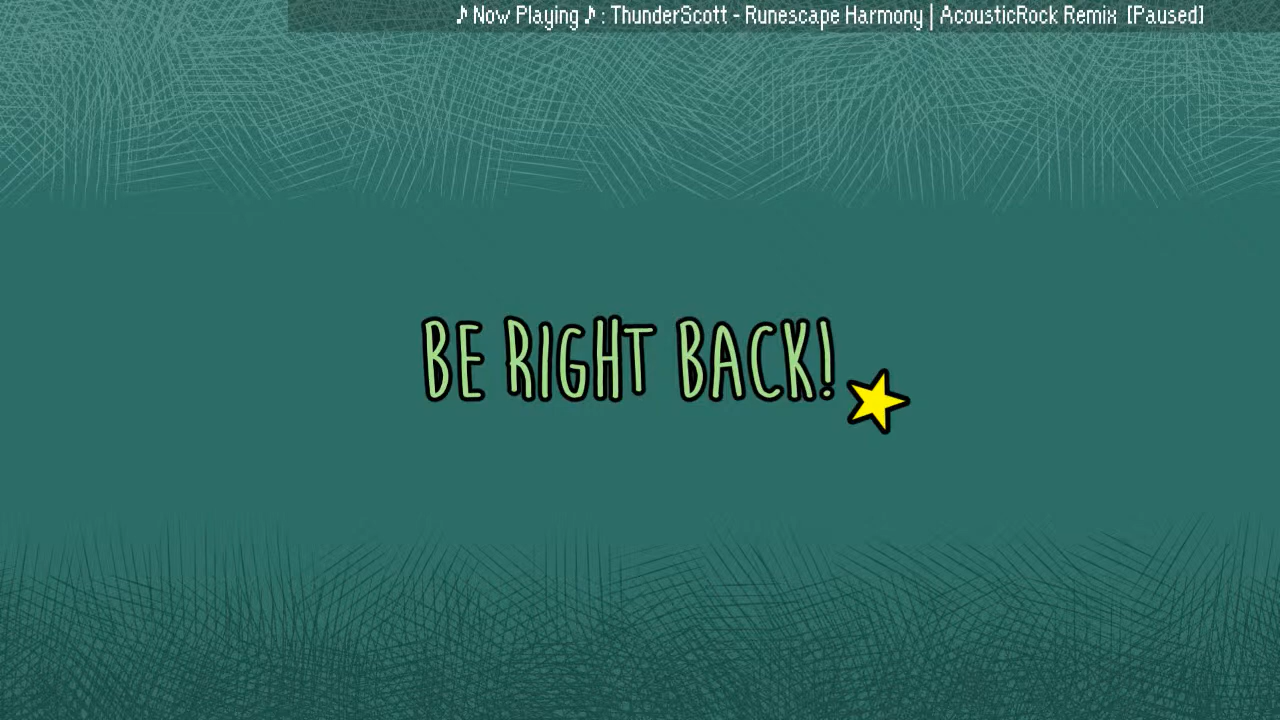 ♪ Now Playing ♪ : ThunderScott - Runescape Harmony | AcousticRock Remix [Paused]
BE RIGHT BACK!